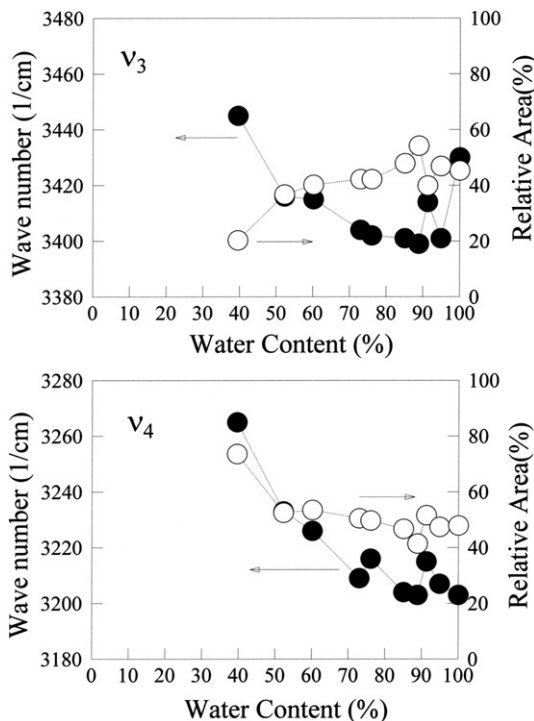 ν3
Wave number (1/cm)
3480
3460
3440
3420
3400
3380
100
80
60
40
20
0
Relative Area(%)
0 10 20 30 40 50 60 70 80 90 100
Water Content (%)
ν4
Wave number (1/cm)
3280
3260
3240
3220
3200
3180
100
80
60
40
20
0
Relative Area(%)
0 10 20 30 40 50 60 70 80 90 100
Water Content (%)